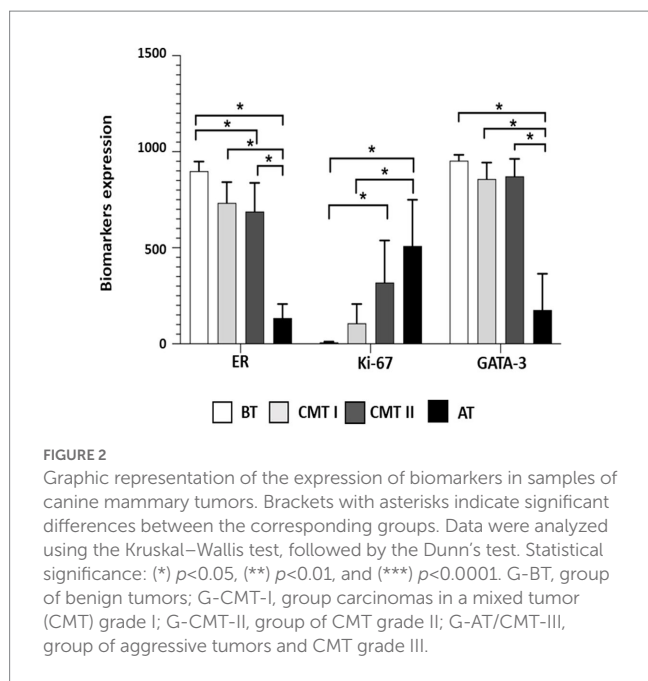 1500
1000
500
0
Biomarkers expression
* * * *
* * *
* * *
ER Ki-67 GATA-3
BT CMT I CMT II AT
FIGURE 2
Graphic representation of the expression of biomarkers in samples of
canine mammary tumors. Brackets with asterisks indicate significant
differences between the corresponding groups. Data were analyzed
using the Kruskal–Wallis test, followed by the Dunn’s test. Statistical
significance: (*) p<0.05, (**) p<0.01, and (***) p<0.0001. G-BT, group
of benign tumors; G-CMT-I, group carcinomas in a mixed tumor
(CMT) grade I; G-CMT-II, group of CMT grade II; G-AT/CMT-III,
group of aggressive tumors and CMT grade III.